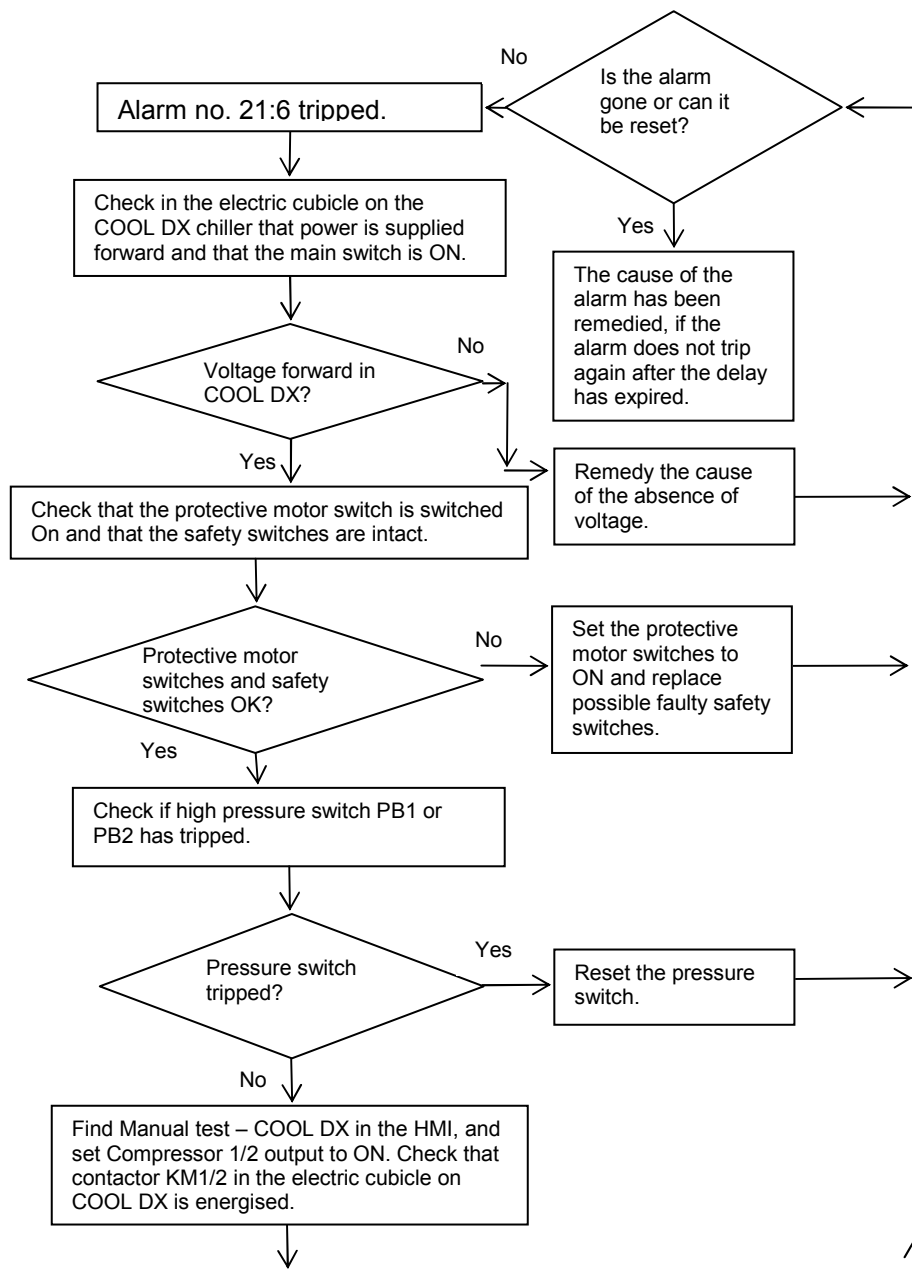 No
Is the alarm
gone or can it
be reset?
Alarm no. 21:6 tripped.
Check in the electric cubicle on the
COOL DX chiller that power is supplied
forward and that the main switch is ON.
Yes
The cause of the
alarm has been
remedied, if the
alarm does not trip
again after the delay
has expired.
Voltage forward in
COOL DX?
No
Yes
Remedy the cause
of the absence of
voltage.
Check that the protective motor switch is switched
On and that the safety switches are intact.
Protective motor
switches and safety
switches OK?
No
Set the protective
motor switches to
ON and replace
possible faulty safety
switches.
Yes
Check if high pressure switch PB1 or
PB2 has tripped.
Pressure switch
tripped?
Yes
Reset the pressure
switch.
No
Find Manual test – COOL DX in the HMI, and
set Compressor 1/2 output to ON. Check that
contactor KM1/2 in the electric cubicle on
COOL DX is energised.